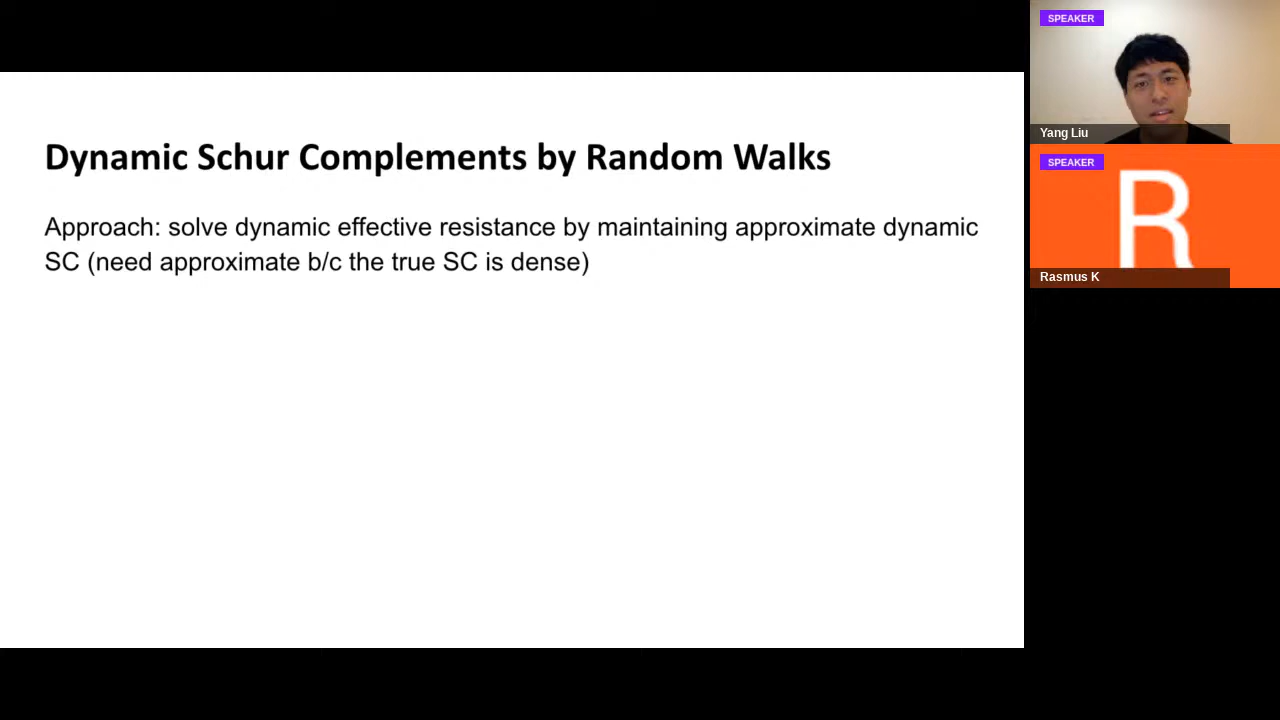 Dynamic Schur Complements by Random Walks
Approach: solve dynamic effective resistance by maintaining approximate dynamic
SC (need approximate b/c the true SC is dense)
SPEAKER
Yang Liu
SPEAKER
R
Rasmus K